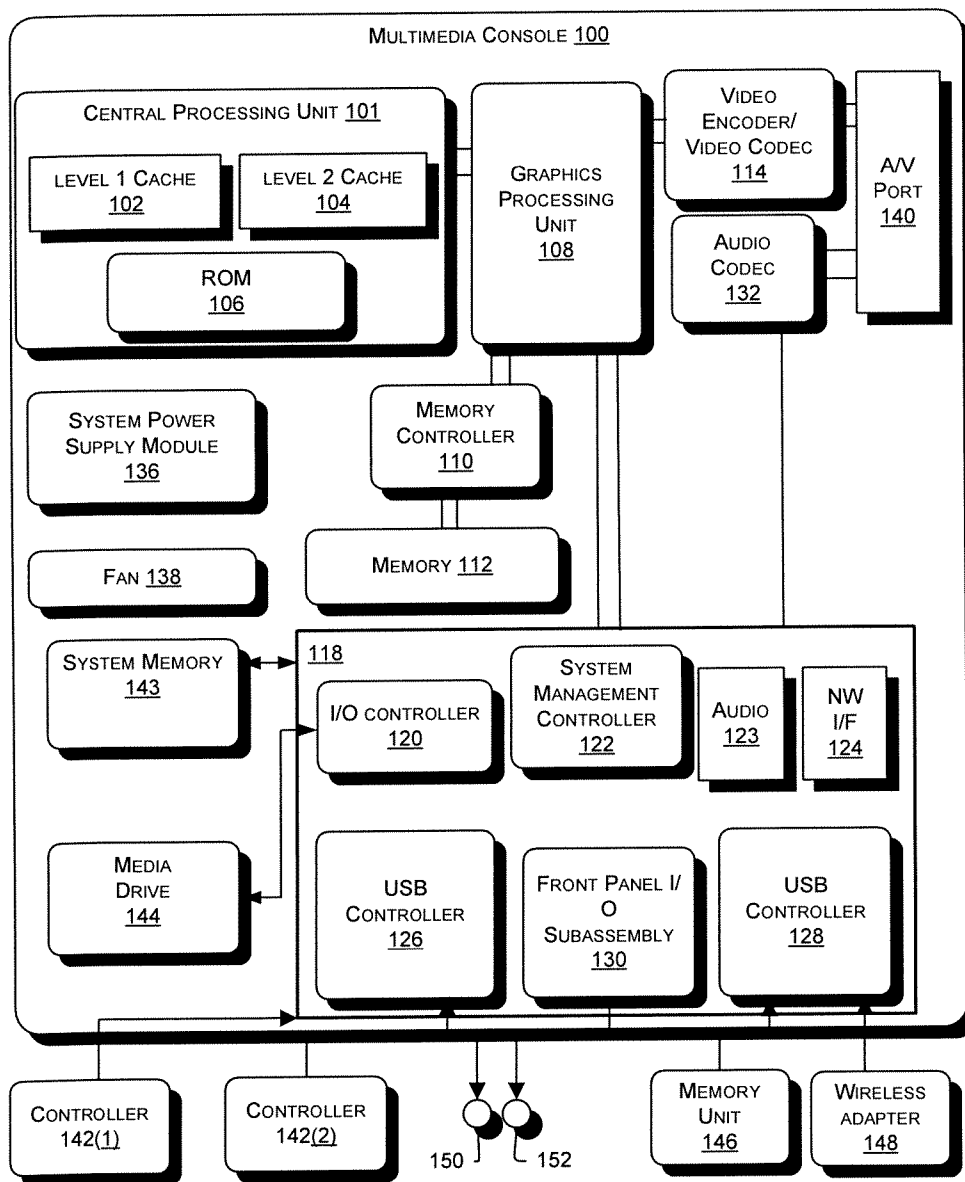 MULTIMEDIA CONSOLE 100
CENTRAL PROCESSING UNIT 101
LEVEL 1 CACHE
102
LEVEL 2 CACHE
104
ROM
106
GRAPHICS
PROCESSING
UNIT
108
VIDEO
ENCODER/
VIDEO CODEC
114
A/V
PORT
140
AUDIO
CODEC
132
SYSTEM POWER
SUPPLY MODULE
136
MEMORY
CONTROLLER
110
MEMORY 112
FAN 138
SYSTEM MEMORY
143
118
I/O CONTROLLER
120
SYSTEM
MANAGEMENT
CONTROLLER
122
AUDIO
123
NW
I/F
124
MEDIA
DRIVE
144
USB
CONTROLLER
126
FRONT PANEL I/
O
SUBASSEMBLY
130
USB
CONTROLLER
128
CONTROLLER
142(1)
CONTROLLER
142(2)
150
152
MEMORY
UNIT
146
WIRELESS
ADAPTER
148